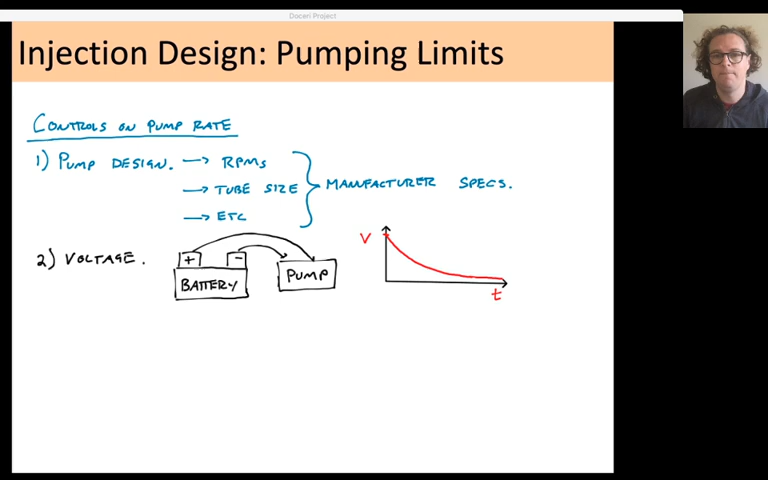 Doceri Project
Injection Design: Pumping Limits
CONTROLS ON PUMP RATE
1) PUMP DESIGN. → RPMS
→ TUBE SIZE
→ ETC
MANUFACTURER SPECS.
2) VOLTAGE.
+ -
BATTERY
PUMP
V
t